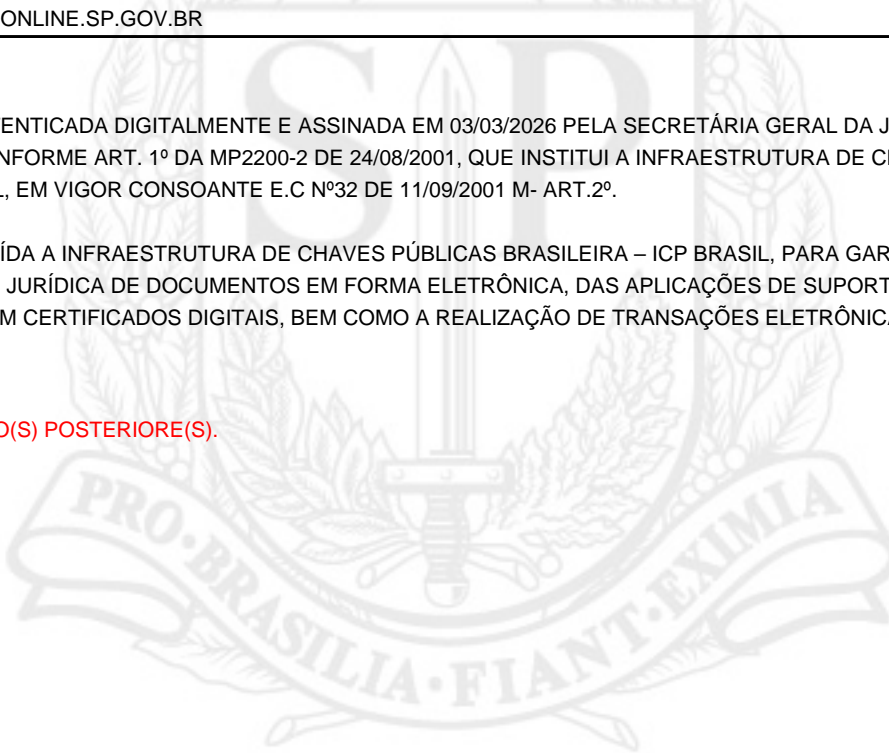 ONLINE.SP.GOV.BR
ENTICADA DIGITALMENTE E ASSINADA EM 03/03/2026 PELA SECRETÁRIA GERAL DA J
NFORME ART. 1º DA MP2200-2 DE 24/08/2001, QUE INSTITUI A INFRAESTRUTURA DE C
L, EM VIGOR CONSOANTE E.C Nº32 DE 11/09/2001 M- ART.2º.
ÍDA A INFRAESTRUTURA DE CHAVES PÚBLICAS BRASILEIRA – ICP BRASIL, PARA GAR
JURÍDICA DE DOCUMENTOS EM FORMA ELETRÔNICA, DAS APLICAÇÕES DE SUPORT
M CERTIFICADOS DIGITAIS, BEM COMO A REALIZAÇÃO DE TRANSAÇÕES ELETRÔNICA
O(S) POSTERIORE(S).
SP
PRO·BRASILIA·FIANT·EXIMIA